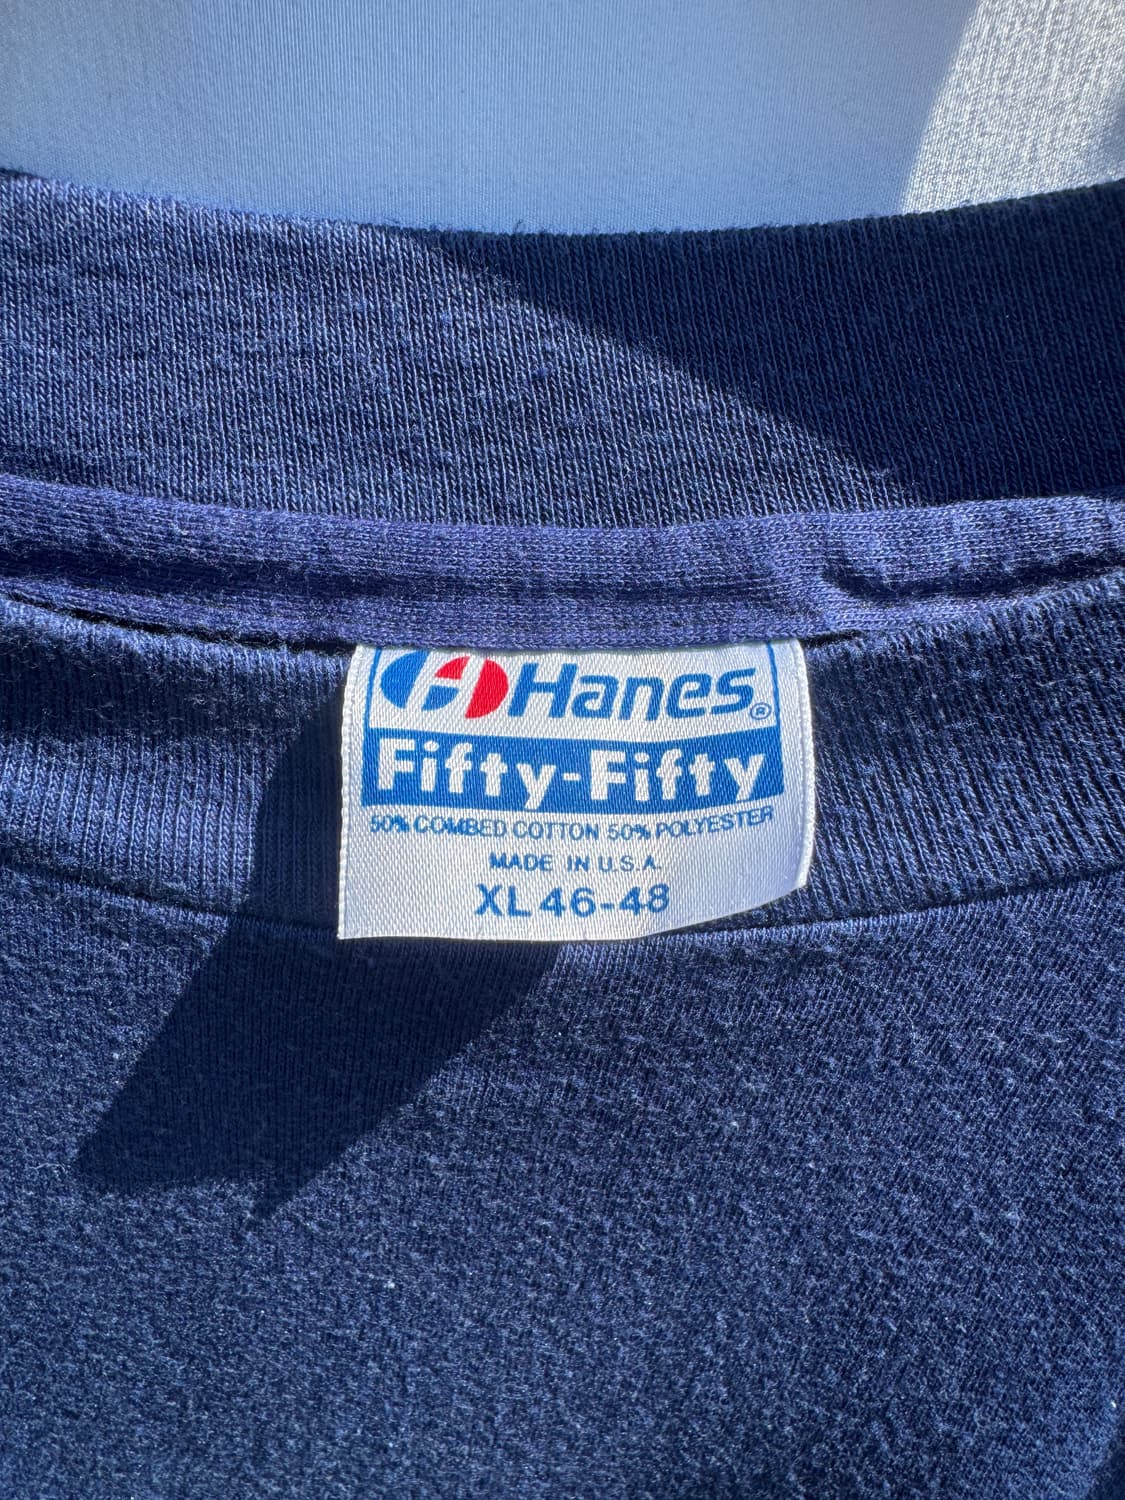 Hanes®
Fifty-Fifty
50% COMBED COTTON 50% POLYESTER
MADE IN U.S.A.
XL 46-48